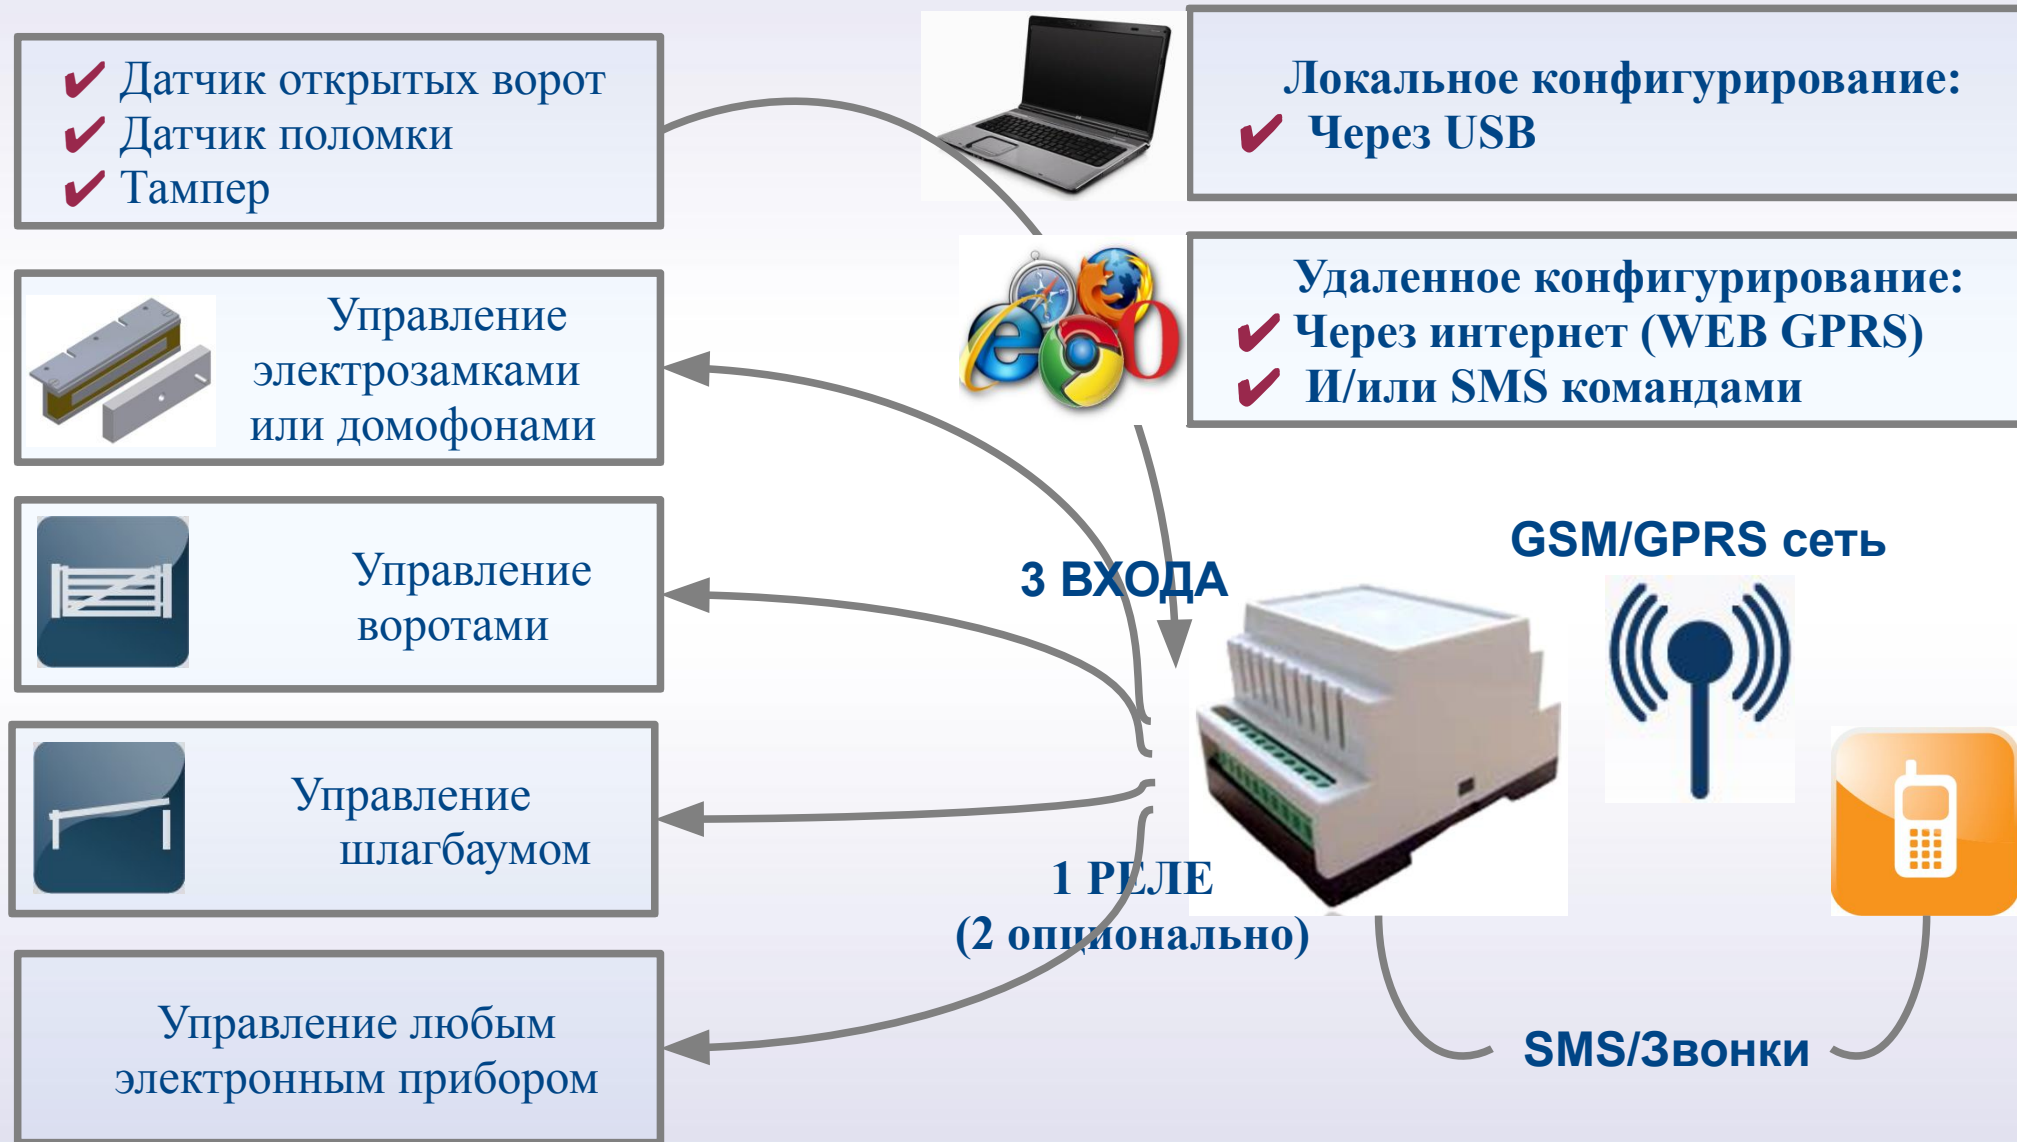 Датчик открытых ворот
Датчик поломки
Тампер
Локальное конфигурирование:
Через USB
Удаленное конфигурирование:
Через интернет (WEB GPRS)
И/или SMS командами
Управление
электрозамками
или домофонами
Управление
воротами
Управление
шлагбаумом
Управление любым
электронным прибором
3 ВХОДА
1 РЕЛЕ
(2 опционально)
GSM/GPRS сеть
SMS/Звонки